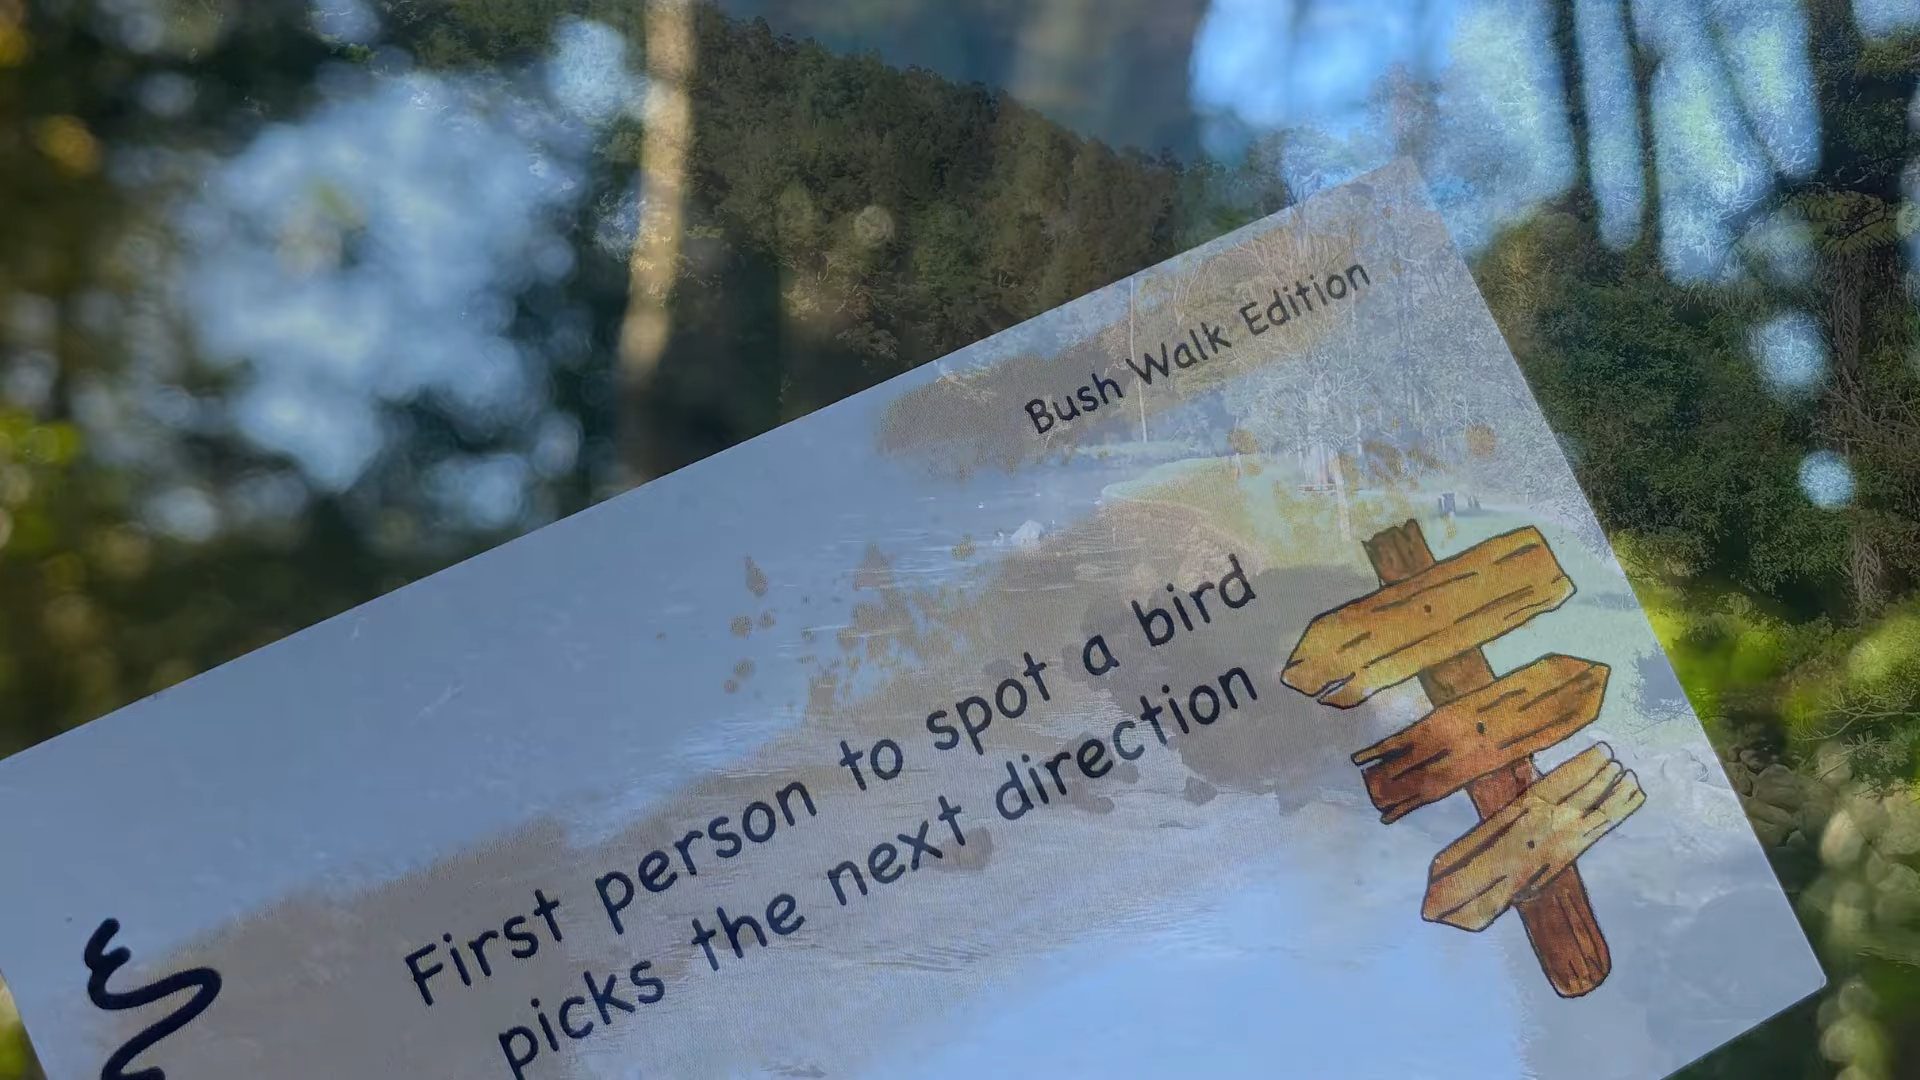 Bush Walk Edition
First person to spot a bird
picks the next direction